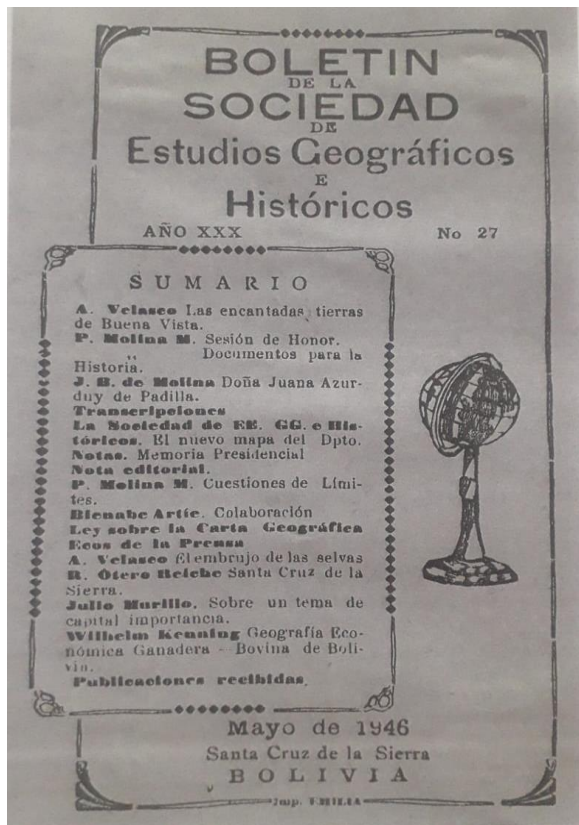 BOLETIN
DE LA
SOCIEDAD
DE
Estudios Geográficos
E
Históricos
AÑO XXX No 27
SUMARIO
A. Velasco Las encantadas tierras
de Buena Vista.
P. Molina M. Sesión de Honor.
,, Documentos para la
Historia.
J. B. de Molina Doña Juana Azur-
duy de Padilla.
Transcripciones
La Sociedad de EE. GG. e His-
tóricos. El nuevo mapa del Dpto.
Notas. Memoria Presidencial
Nota editorial.
P. Molina M. Cuestiones de Lími-
tes.
Colaboración
Ley sobre la Carta Geográfica
Ecos de la Prensa
A. Velasco El embrujo de las selvas
R. Otero Reiche Santa Cruz de la
Sierra.
Julio Murillo. Sobre un tema de
capital importancia.
Wilhelm Kenning Geografía Eco-
nómica Ganadera - Bovina de Boli-
via.
Publicaciones recibidas.
Mayo de 1946
Santa Cruz de la Sierra
BOLIVIA
Imp. EMILIA